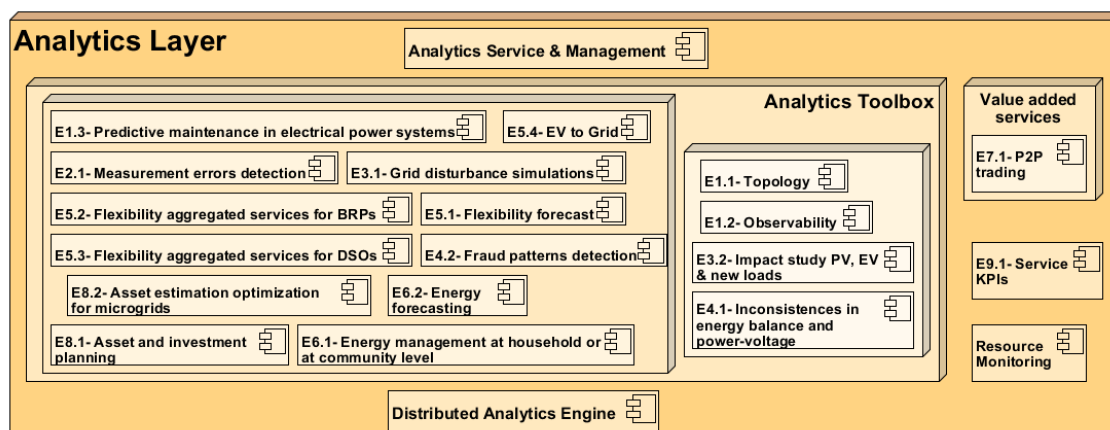 Analytics Layer
Analytics Service & Management
Analytics Toolbox
E1.3- Predictive maintenance in electrical power systems
E5.4- EV to Grid
E2.1- Measurement errors detection
E3.1- Grid disturbance simulations
E5.2- Flexibility aggregated services for BRPs
E5.1- Flexibility forecast
E5.3- Flexibility aggregated services for DSOs
E4.2- Fraud patterns detection
E8.2- Asset estimation optimization
for microgrids
E6.2- Energy
forecasting
E8.1- Asset and investment
planning
E6.1- Energy management at household or
at community level
E1.1- Topology
E1.2- Observability
E3.2- Impact study PV, EV
& new loads
E4.1- Inconsistences in
energy balance and
power-voltage
Value added
services
E7.1- P2P
trading
E9.1- Service
KPIs
Resource
Monitoring
Distributed Analytics Engine